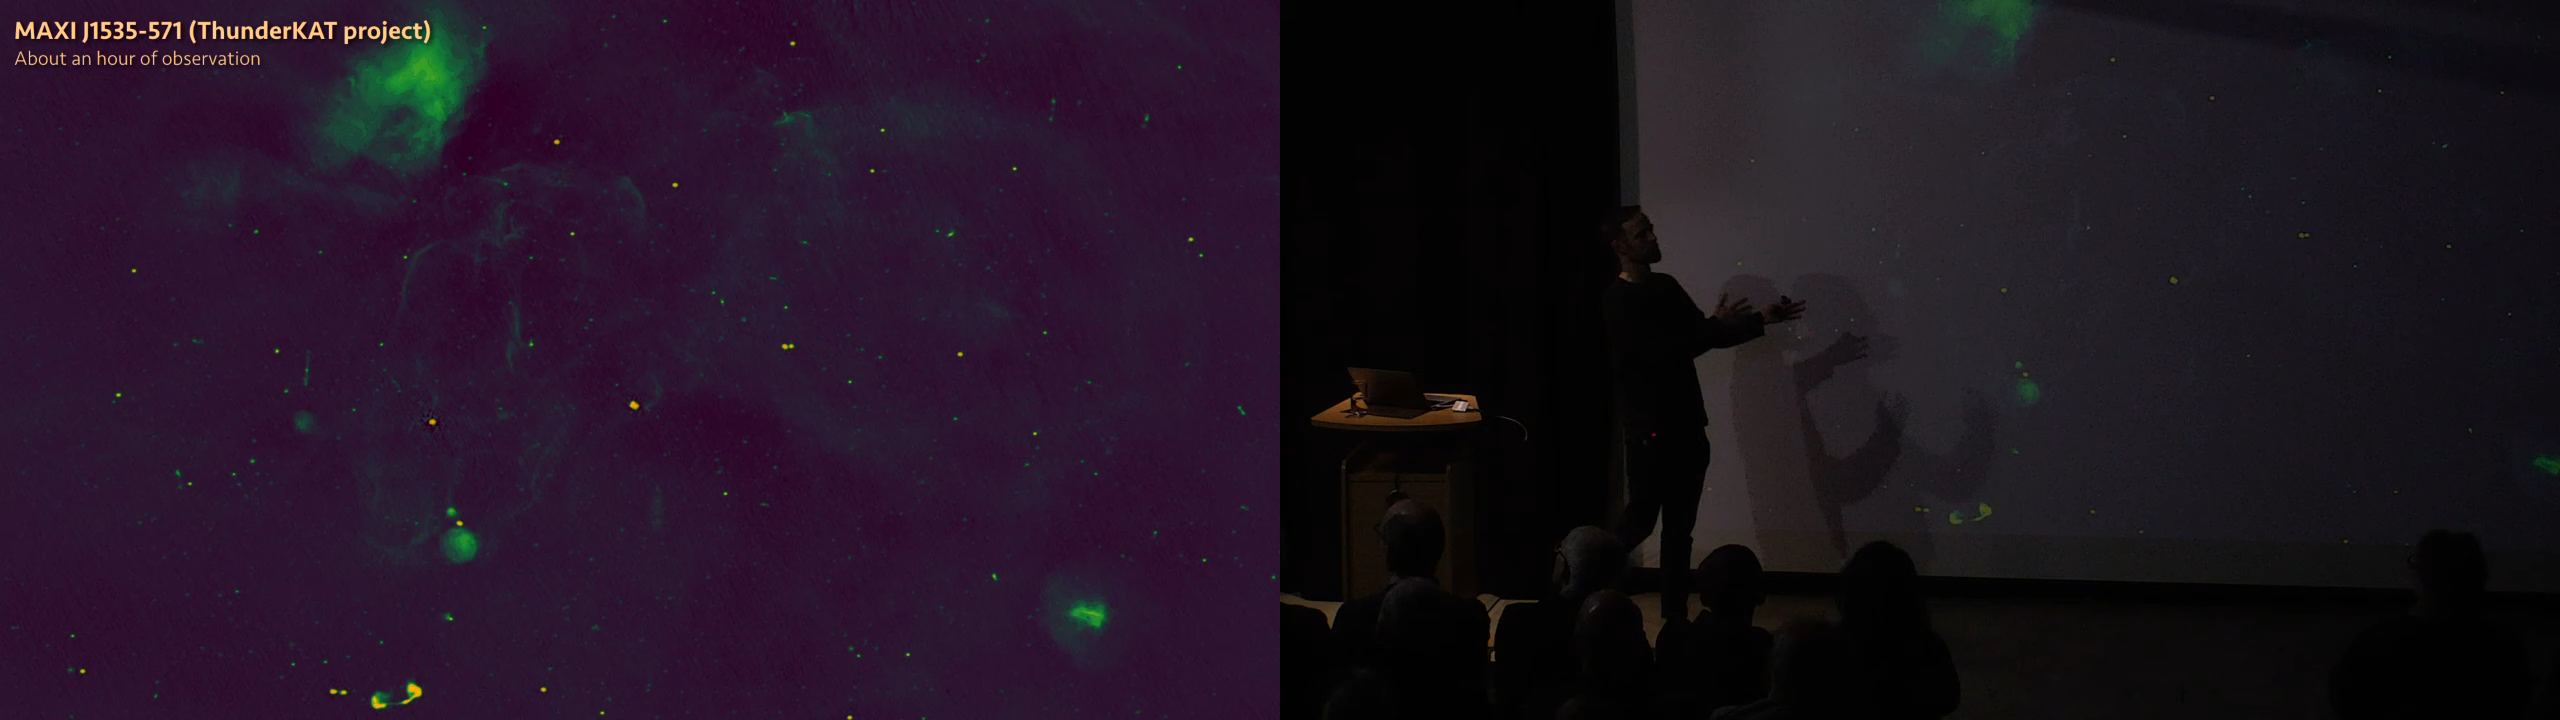 MAXI J1535-571 (ThunderKAT project)
About an hour of observation